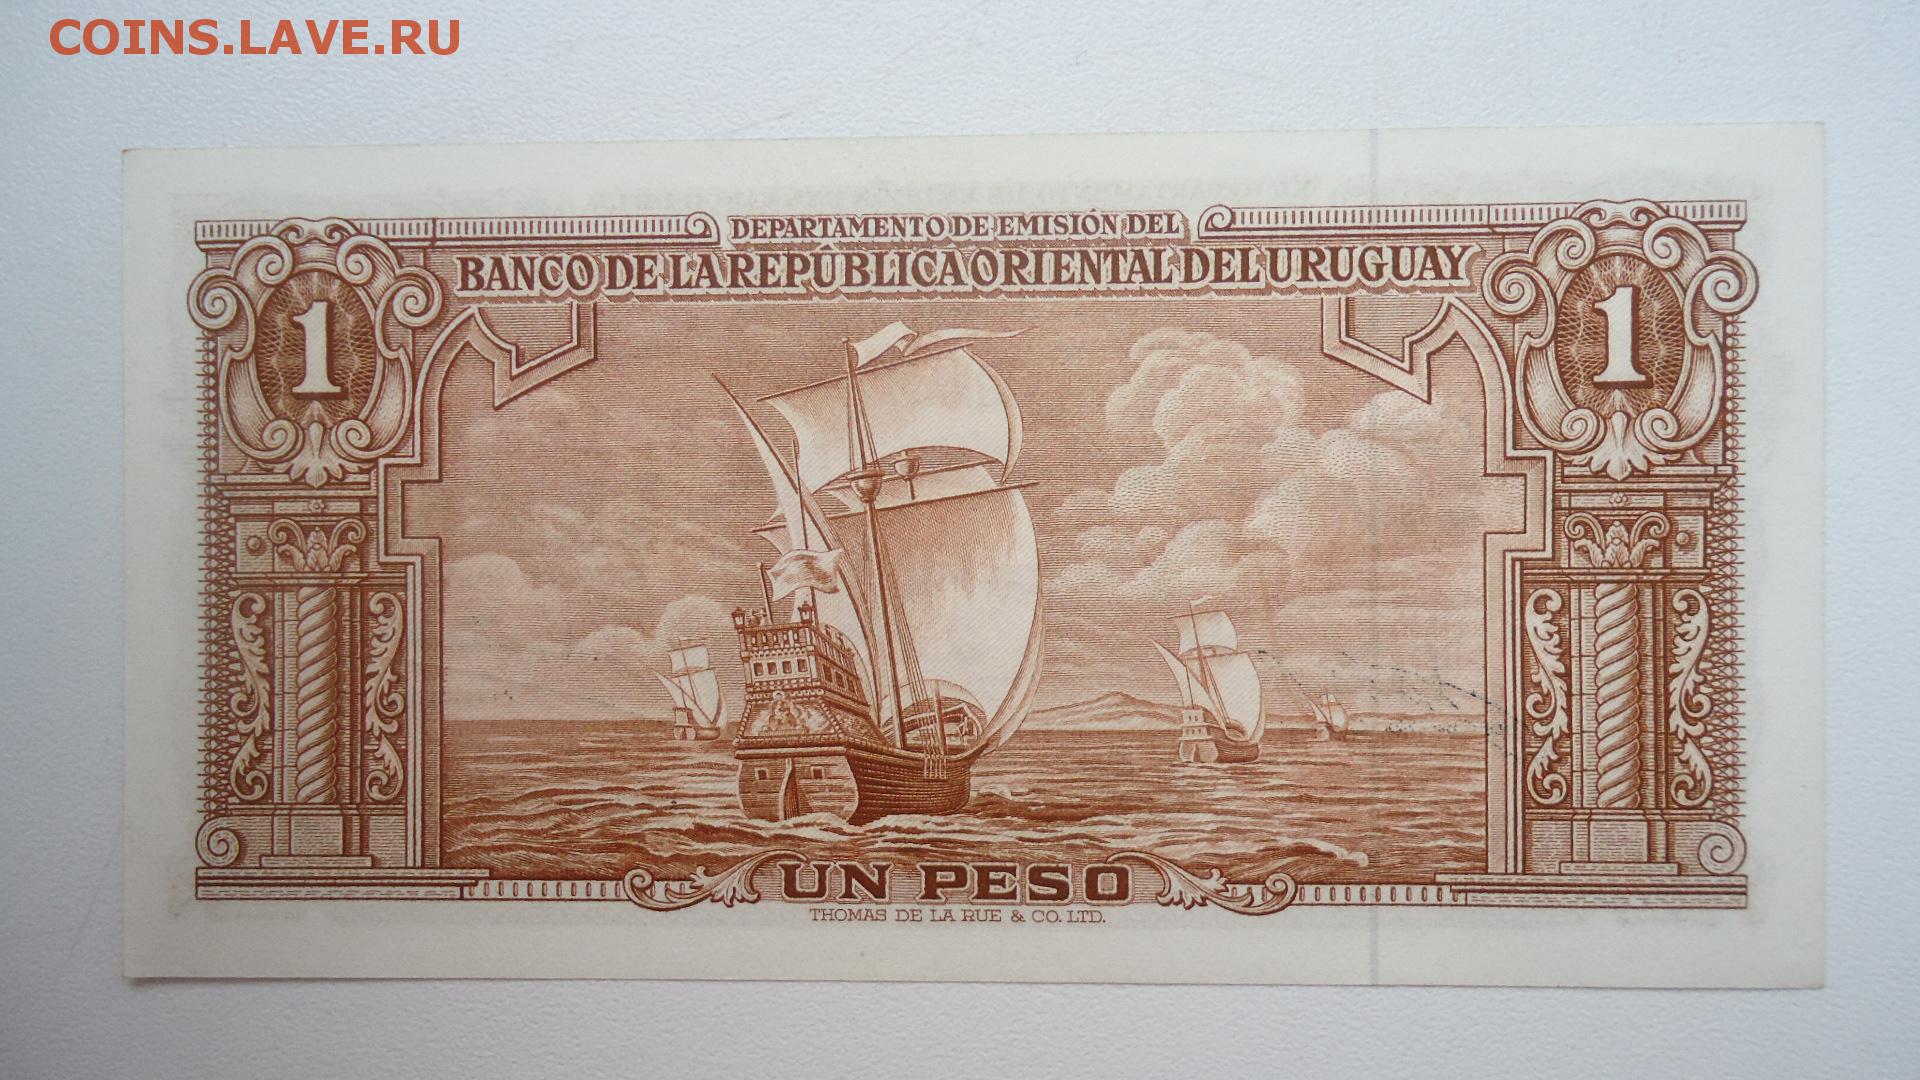 COINS.LAVE.RU
DEPARTAMENTO DE EMISIÓN DEL
BANCO DE LA REPÚBLICA ORIENTAL DEL URUGUAY
1
1
UN PESO
THOMAS DE LA RUE & CO. LTD.